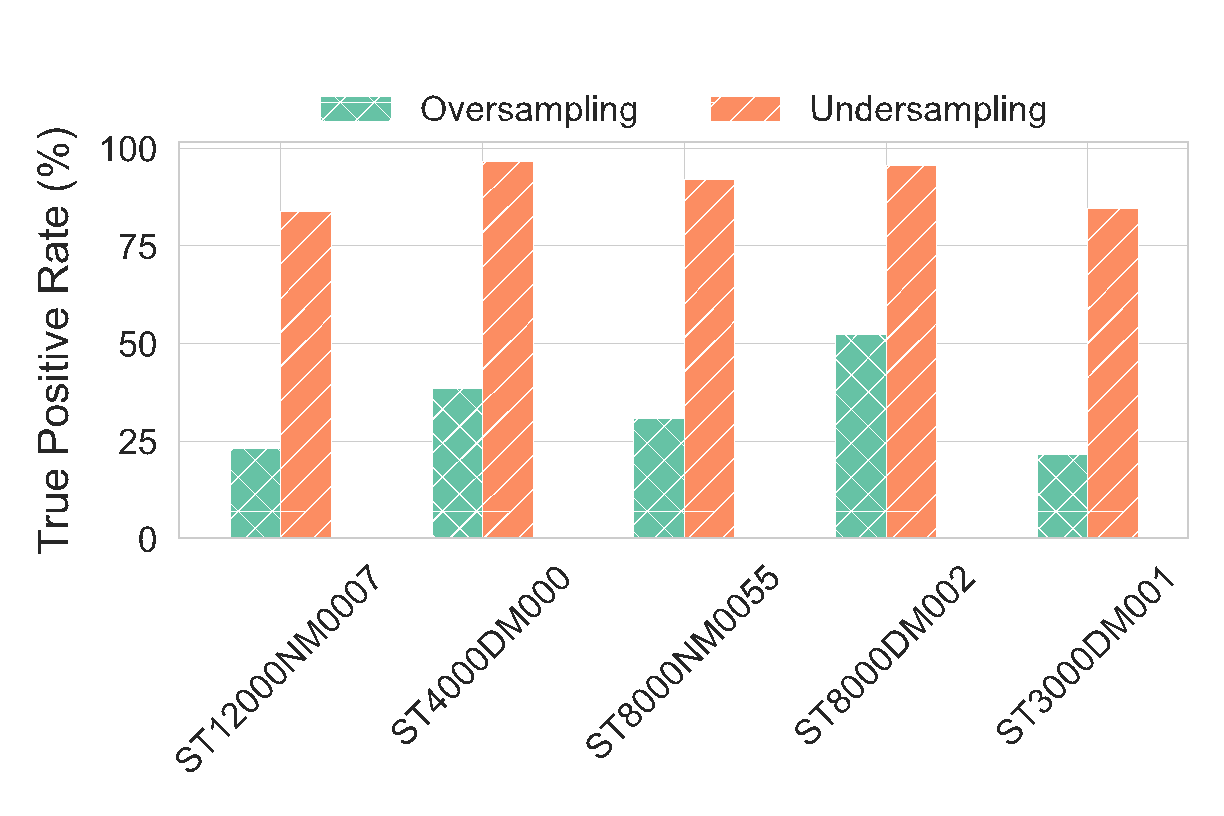 Oversampling Undersampling
True Positive Rate (%)
100
75
50
25
0
ST12000NM0007
ST4000DM000
ST8000NM0055
ST8000DM002
ST3000DM001